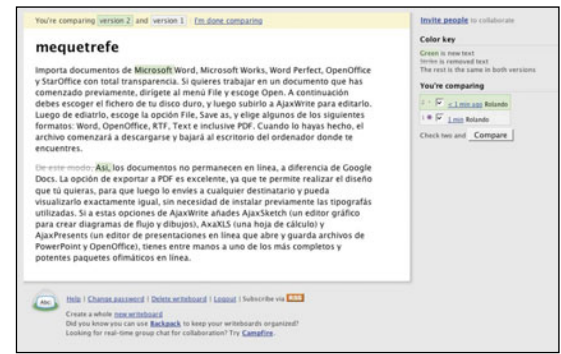 You're comparing version 2 and version 1 I'm done comparing
mequetrefe
Importa documentos de Microsoft Word, Microsoft Works, Word Perfect, OpenOffice
y StarOffice con total transparencia. Si quieres trabajar en un documento que has
comenzado previamente, dirígete al menú File y escoge Open. A continuación
debes escoger el fichero de tu disco duro, y luego subirlo a AjaxWrite para editarlo.
Luego de ediatrlo, escoge la opción File, Save as, y elige algunos de los siguientes
formatos: Word, OpenOffice, RTF, Text e inclusive PDF. Cuando lo hayas hecho, el
archivo comenzará a descargarse y bajará al escritorio del ordenador donde te
encuentres.
De este modo, Asi, los documentos no permanecen en línea, a diferencia de Google
Docs. La opción de exportar a PDF es excelente, ya que te permite realizar el diseño
que tú quieras, para que luego lo envíes a cualquier destinatario y pueda
visualizarlo exactamente igual, sin necesidad de instalar previamente las tipografás
utilizadas. Si a estas opciones de AjaxWrite añades AjaxSketch (un editor gráfico
para crear diagramas de flujo y dibujos), AxaXLS (una hoja de cálculo) y
AjaxPresents (un editor de presentaciones en línea que abre y guarda archivos de
PowerPoint y OpenOffice), tienes entre manos a uno de los más completos y
potentes paquetes ofimáticos en línea.
Abc
Help | Change password | Delete writeboard | Logout | Subscribe via RSS
Create a whole new writeboard
Did you know you can use Backpack to keep your writeboards organized?
Looking for real-time group chat for collaboration? Try Campfire.
Invite people to collaborate
Color key
Green is new text
is removed text
The rest is the same in both versions
You're comparing
2 < 1 min ago Rolando
1 1 min Rolando
Check two and Compare